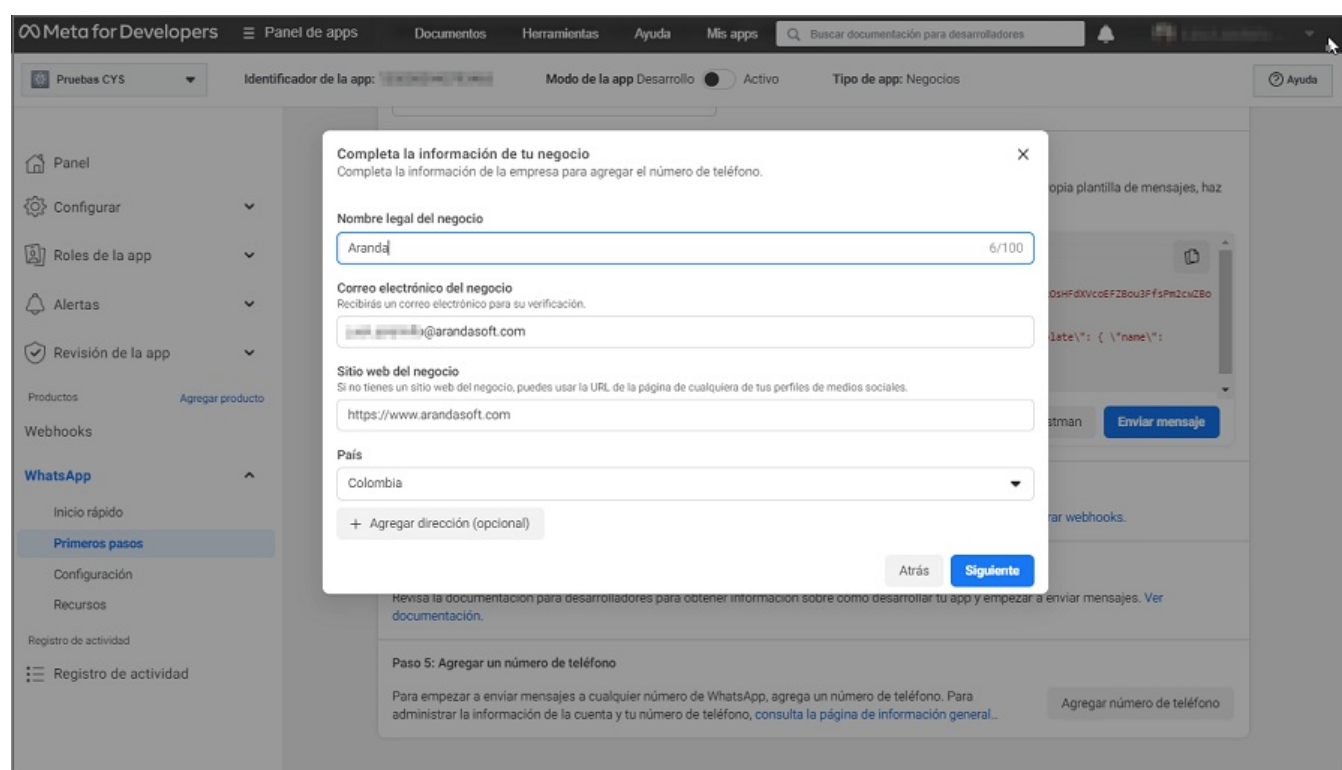 Meta for Developers
Panel de apps
Documentos
Herramientas
Ayuda
Mis apps
Buscar documentación para desarrolladores
Pruebas CYS
Identificador de la app:
Modo de la app Desarrollo
Activo
Tipo de app: Negocios
Ayuda
Panel
Configurar
Roles de la app
Alertas
Revisión de la app
Productos
Agregar producto
Webhooks
WhatsApp
Inicio rápido
Primeros pasos
Configuración
Recursos
Registro de actividad
Registro de actividad
Completa la información de tu negocio
Completa la información de la empresa para agregar el número de teléfono.
Nombre legal del negocio
Aranda
6/100
Correo electrónico del negocio
Recibirás un correo electrónico para su verificación.
@arandasoft.com
Sitio web del negocio
Si no tienes un sitio web del negocio, puedes usar la URL de la página de cualquiera de tus perfiles de medios sociales.
https://www.arandasoft.com
País
Colombia
+ Agregar dirección (opcional)
Atrás
Siguiente
opia plantilla de mensajes, haz
late\": { \"name\":
stman
Enviar mensaje
rar webhooks.
Revisa la documentación para desarrolladores para obtener información sobre cómo desarrollar tu app y empezar a enviar mensajes. Ver
documentación.
Paso 5: Agregar un número de teléfono
Para empezar a enviar mensajes a cualquier número de WhatsApp, agrega un número de teléfono. Para
administrar la información de la cuenta y tu número de teléfono, consulta la página de información general..
Agregar número de teléfono